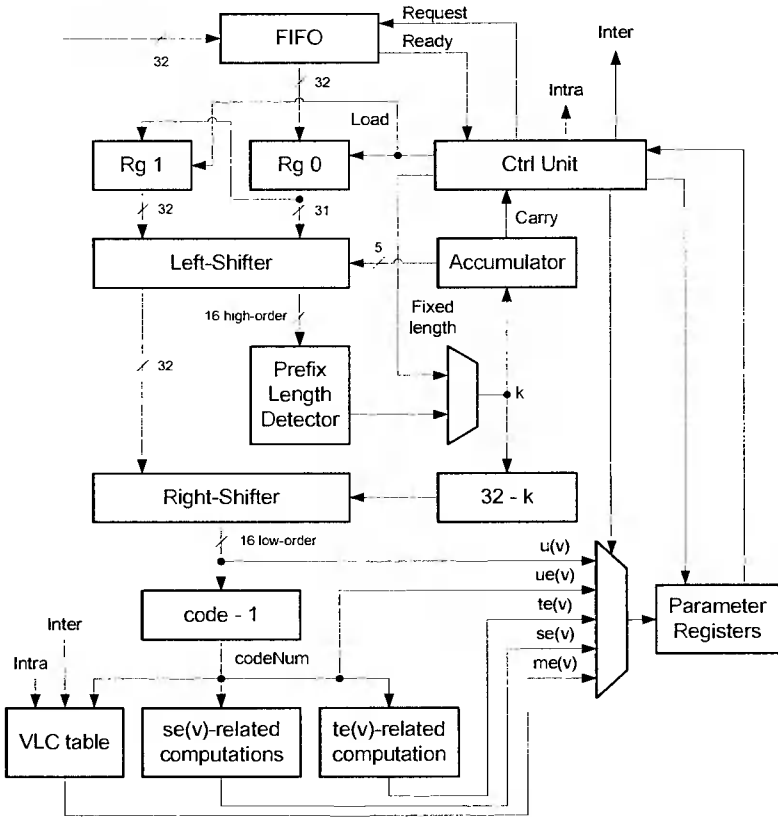 Request
FIFO
Ready
Inter
32
32
Intra
Load
Rg 1
Rg 0
Ctrl Unit
32
31
Carry
5
Left-Shifter
Accumulator
16 high-order
Fixed
length
32
Prefix
Length
Detector
k
Right-Shifter
32 - k
16 low-order
u(v)
ue(v)
code - 1
te(v)
Parameter
Registers
Inter
se(v)
Intra
codeNum
me(v)
VLC table
se(v)-related
computations
te(v)-related
computation